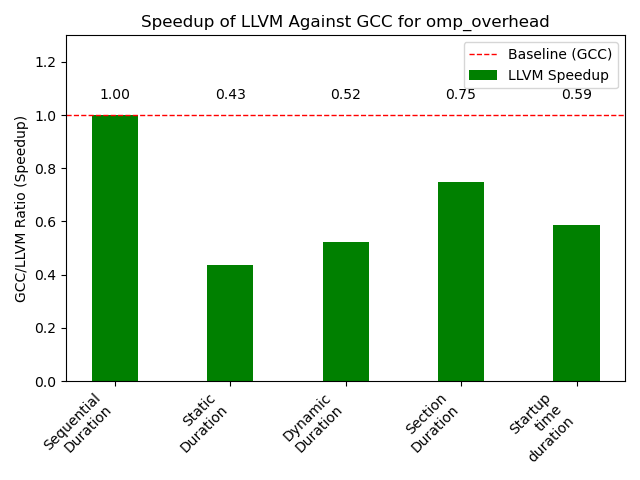 Speedup of LLVM Against GCC for omp_overhead
GCC/LLVM Ratio (Speedup)
1.2
1.0
0.8
0.6
0.4
0.2
0.0
Baseline (GCC)
LLVM Speedup
1.00
0.43
0.52
0.75
0.59
Sequential
Duration
Static
Duration
Dynamic
Duration
Section
Duration
Startup
time
duration